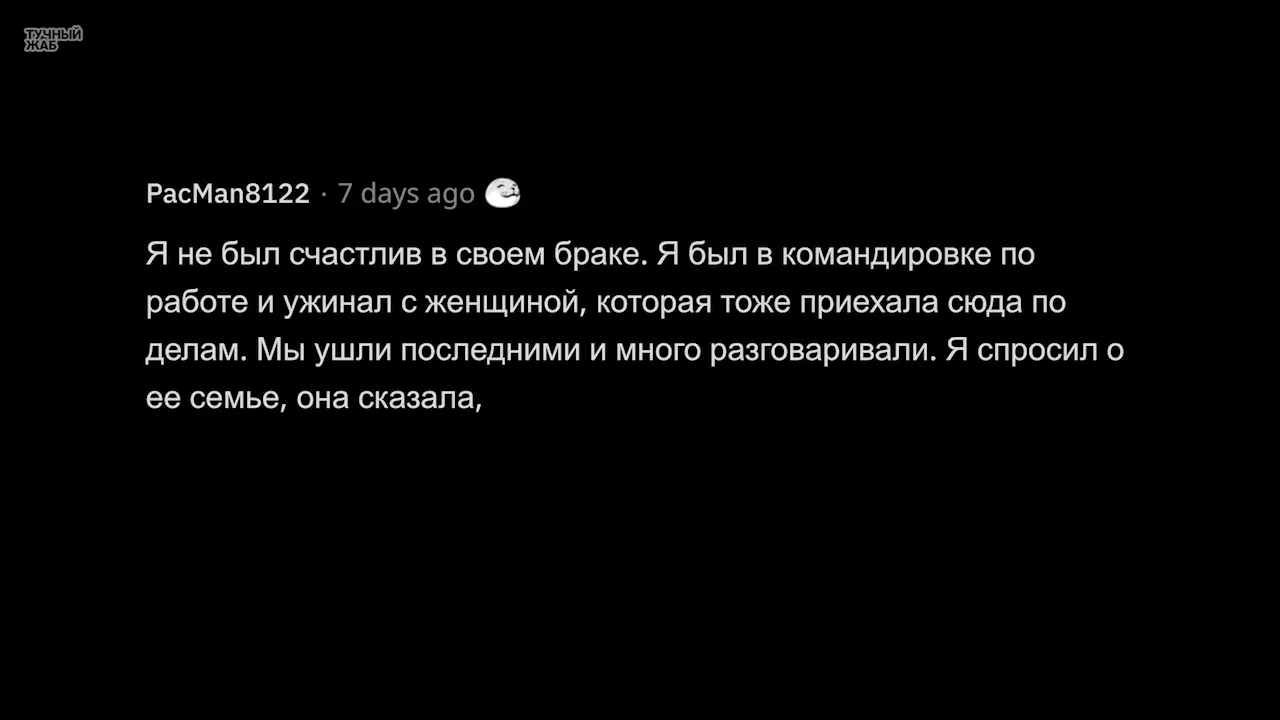 ТУЧНЫЙ
ЖАБ
PacMan8122 · 7 days ago
Я не был счастлив в своем браке. Я был в командировке по
работе и ужинал с женщиной, которая тоже приехала сюда по
делам. Мы ушли последними и много разговаривали. Я спросил о
ее семье, она сказала,